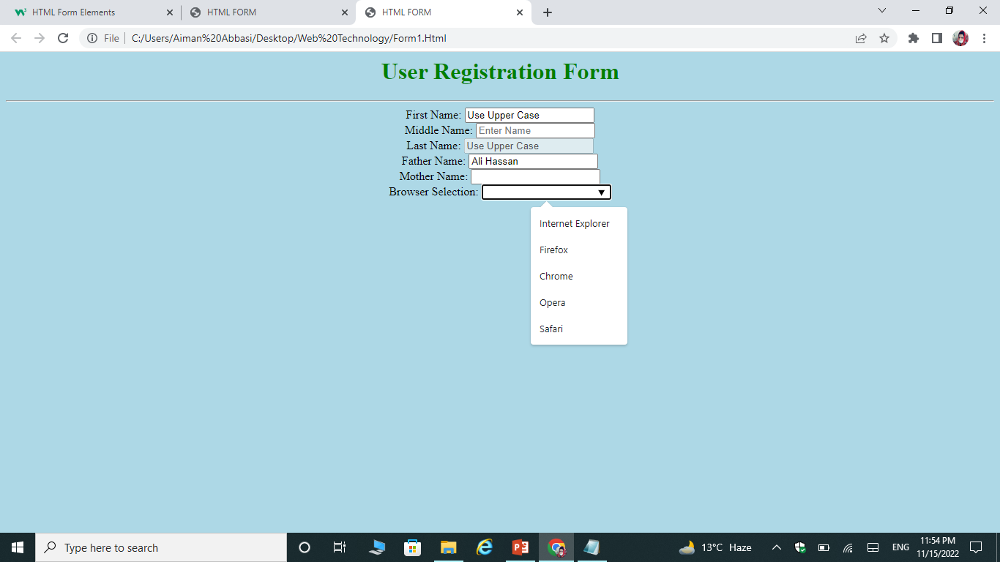 HTML Form Elements
HTML FORM
HTML FORM
File
C:/Users/Aiman%20Abbasi/Desktop/Web%20Technology/Form1.Html
User Registration Form
First Name: Use Upper Case
Middle Name: Enter Name
Last Name: Use Upper Case
Father Name: Ali Hassan
Mother Name:
Browser Selection:
Internet Explorer
Firefox
Chrome
Opera
Safari
Type here to search
13°C Haze
ENG
11:54 PM
11/15/2022